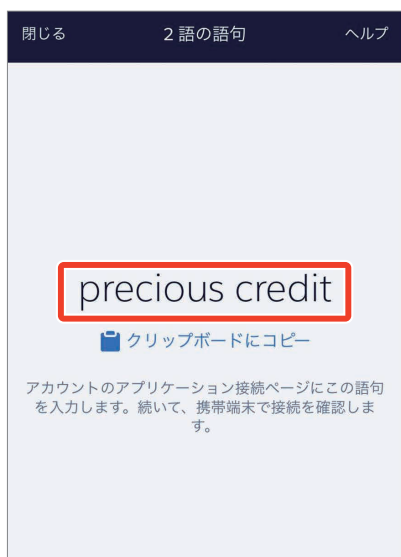 閉じる 2 語の語句 ヘルプ
precious credit
クリップボードにコピー
アカウントのアプリケーション接続ページにこの語句
を入力します。続いて、携帯端末で接続を確認しま
す。